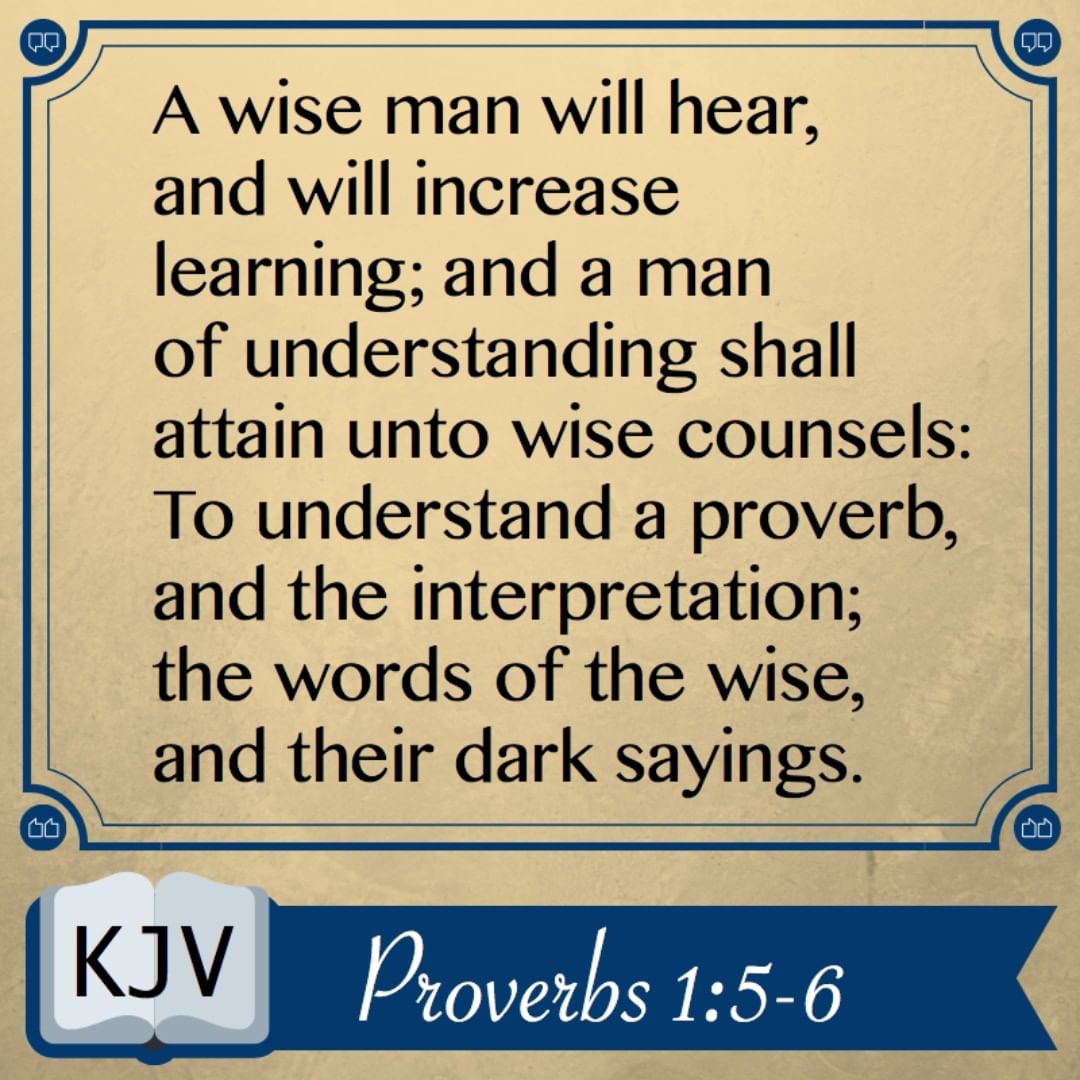 A wise man will hear,
and will increase
learning; and a man
of understanding shall
attain unto wise counsels:
To understand a proverb,
and the interpretation;
the words of the wise,
and their dark sayings.
KJV
Proverbs 1:5-6